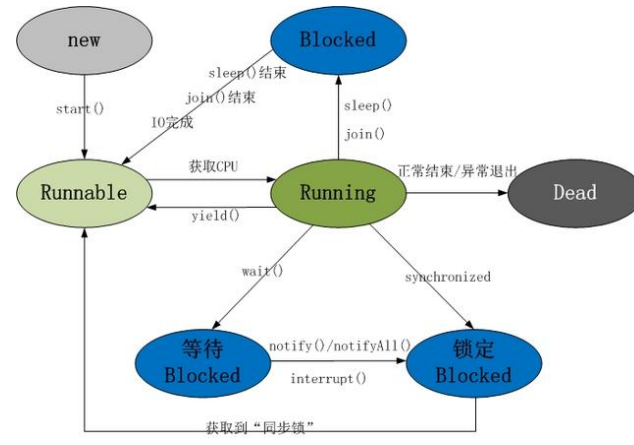 new
Blocked
sleep()结束
join()结束
IO完成
start()
sleep()
join()
Runnable
获取CPU
Running
正常结束/异常退出
Dead
yield()
wait()
synchronized
等待
Blocked
notify()/notifyAll()
interrupt()
锁定
Blocked
获取到“同步锁”